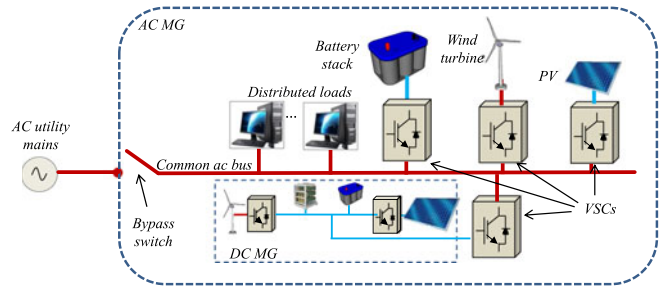 AC MG
Battery
stack
Wind
turbine
PV
Distributed loads
...
AC utility
mains
Common ac bus
Bypass
switch
DC MG
VSCs